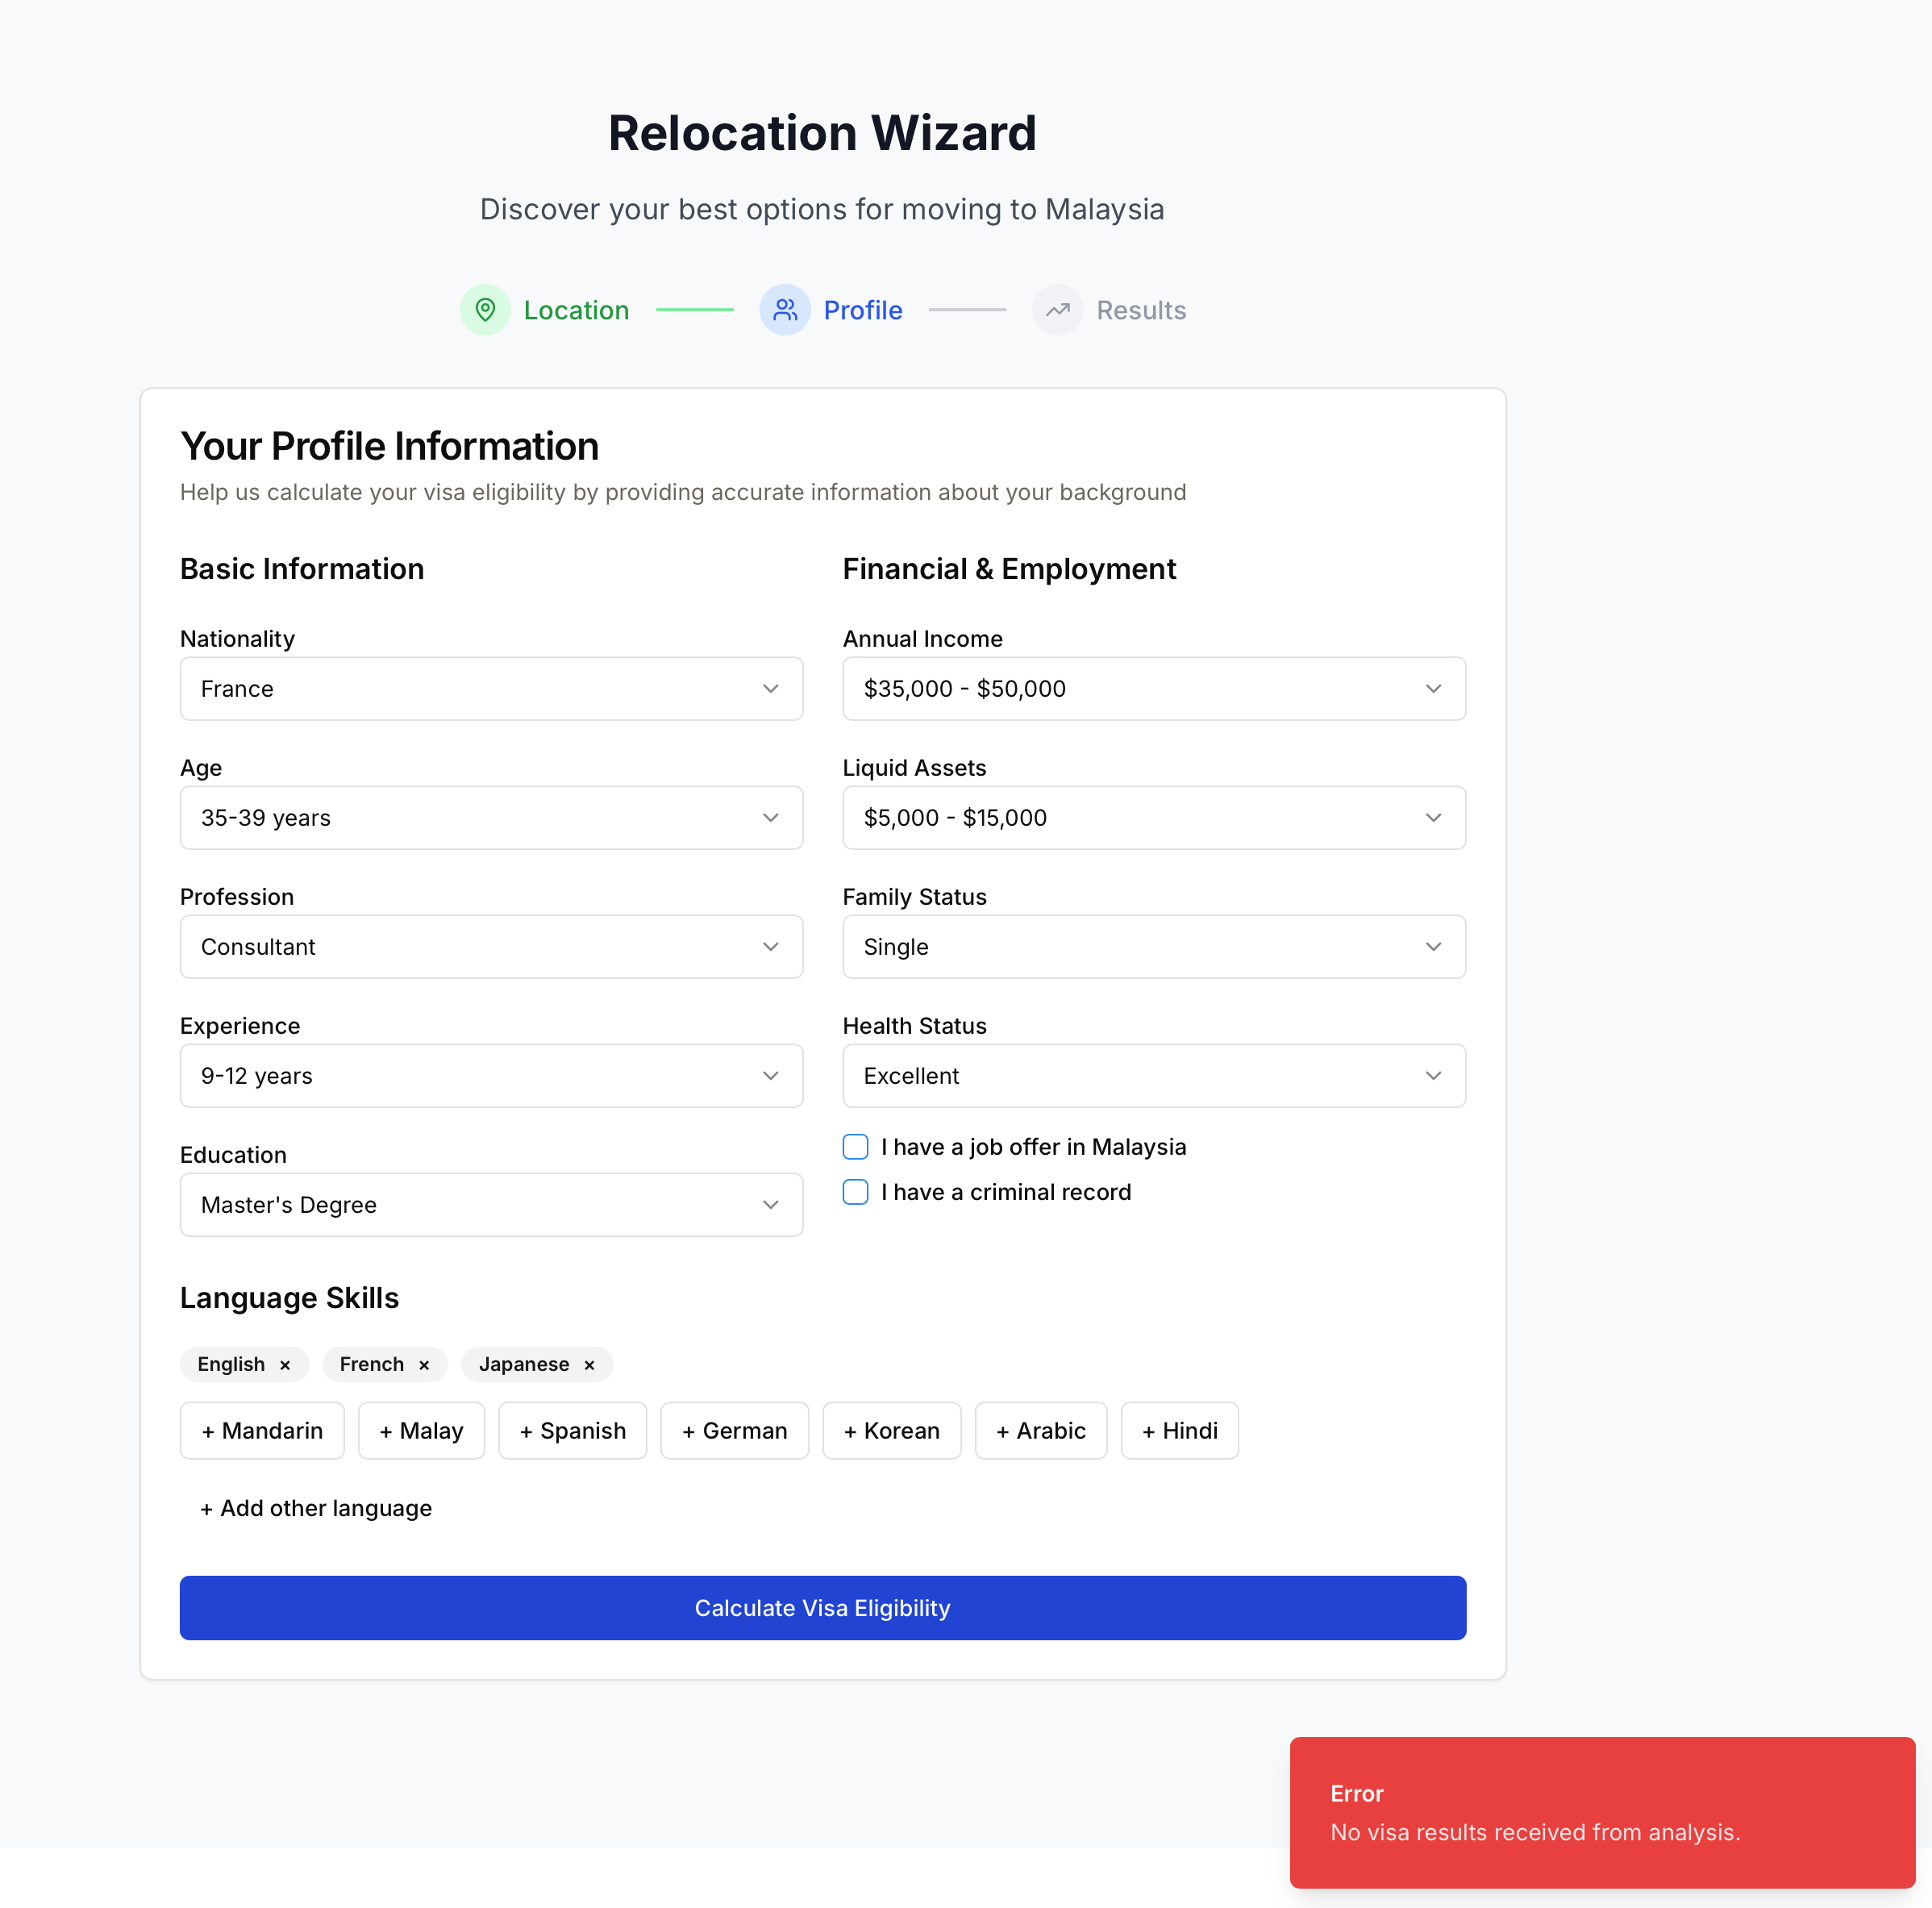 Relocation Wizard
Discover your best options for moving to Malaysia
Location
Profile
Results
Your Profile Information
Help us calculate your visa eligibility by providing accurate information about your background
Basic Information
Nationality
France
Age
35-39 years
Profession
Consultant
Experience
9-12 years
Education
Master's Degree
Financial & Employment
Annual Income
$35,000 - $50,000
Liquid Assets
$5,000 - $15,000
Family Status
Single
Health Status
Excellent
I have a job offer in Malaysia
I have a criminal record
Language Skills
English × French × Japanese ×
+ Mandarin + Malay + Spanish + German + Korean + Arabic + Hindi
+ Add other language
Calculate Visa Eligibility
Error
No visa results received from analysis.